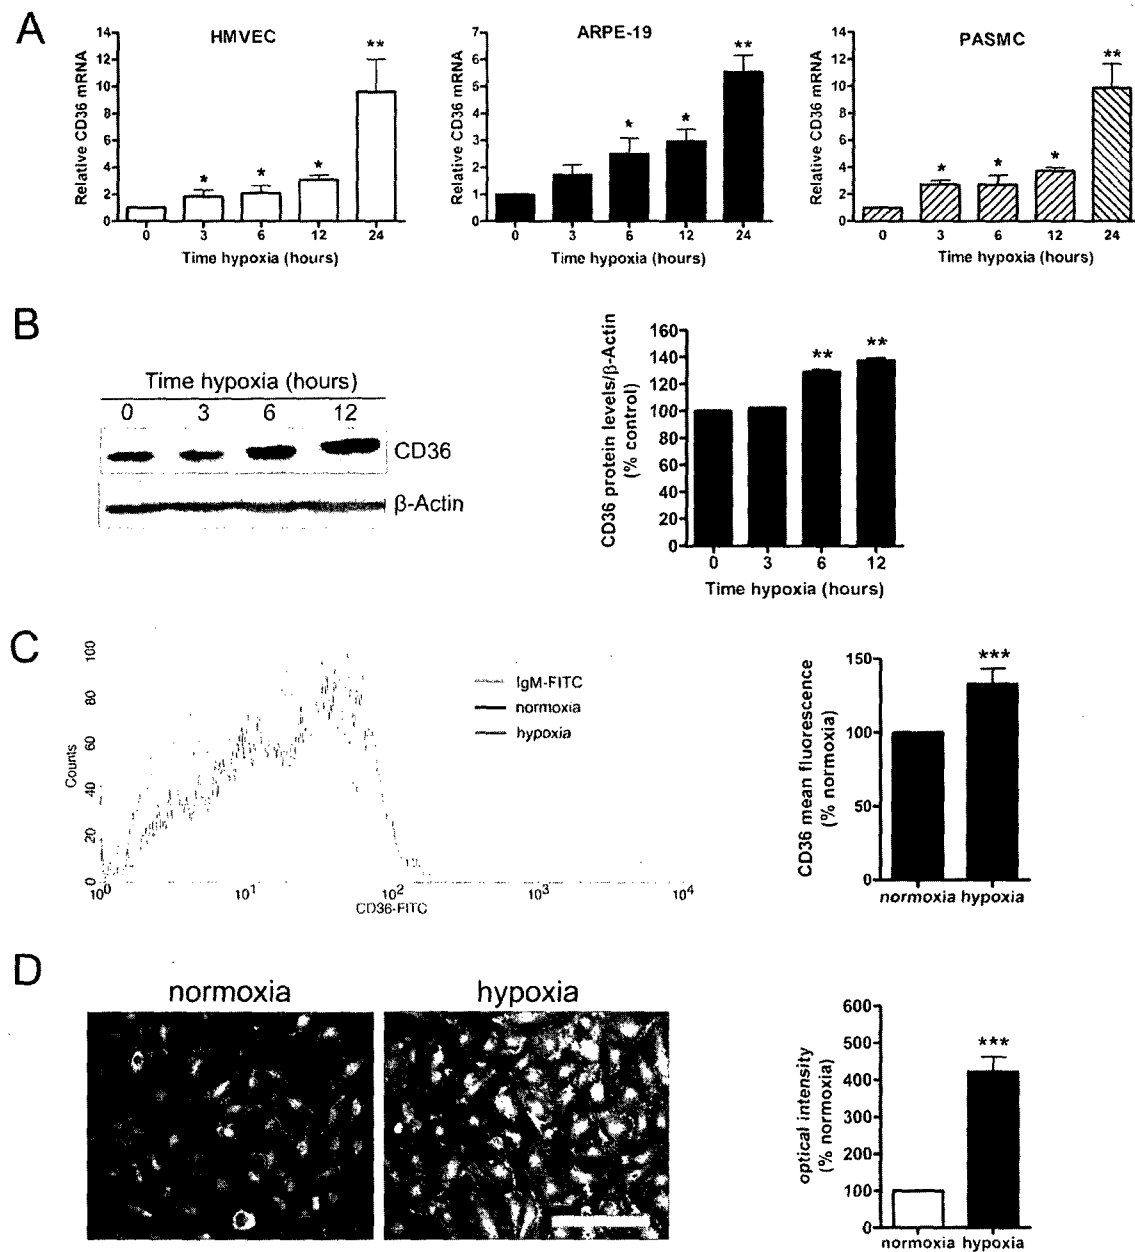 A
HMVEC
Relative CD36 mRNA
14
12
10
8
6
4
2
0
*
*
*
**
0 3 6 12 24
Time hypoxia (hours)
ARPE-19
Relative CD36 mRNA
7
6
5
4
3
2
1
0
*
*
**
0 3 6 12 24
Time hypoxia (hours)
PASMC
Relative CD36 mRNA
14
12
10
8
6
4
2
0
*
*
*
**
0 3 6 12 24
Time hypoxia (hours)
B
Time hypoxia (hours)
0 3 6 12
CD36
β-Actin
CD36 protein levels/β-Actin
(% control)
160
140
120
100
80
60
40
20
0
**
**
0 3 6 12
Time hypoxia (hours)
C
Counts
100
80
60
40
20
0
10⁰ 10¹ 10² 10³ 10⁴
CD36-FITC
IgM-FITC
normoxia
hypoxia
CD36 mean fluorescence
(% normoxia)
150
100
50
0
***
normoxia hypoxia
D
normoxia
hypoxia
optical intensity
(% normoxia)
600
500
400
300
200
100
0
***
normoxia hypoxia